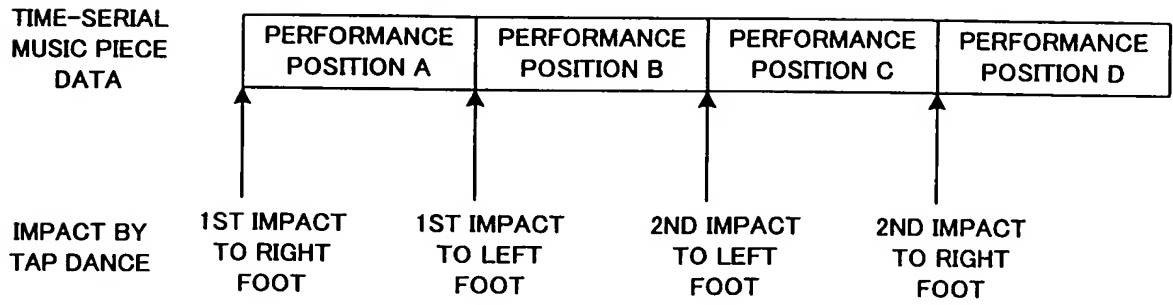 TIME-SERIAL
MUSIC PIECE
DATA
PERFORMANCE
POSITION A
PERFORMANCE
POSITION B
PERFORMANCE
POSITION C
PERFORMANCE
POSITION D
IMPACT BY
TAP DANCE
1ST IMPACT
TO RIGHT
FOOT
1ST IMPACT
TO LEFT
FOOT
2ND IMPACT
TO LEFT
FOOT
2ND IMPACT
TO RIGHT
FOOT